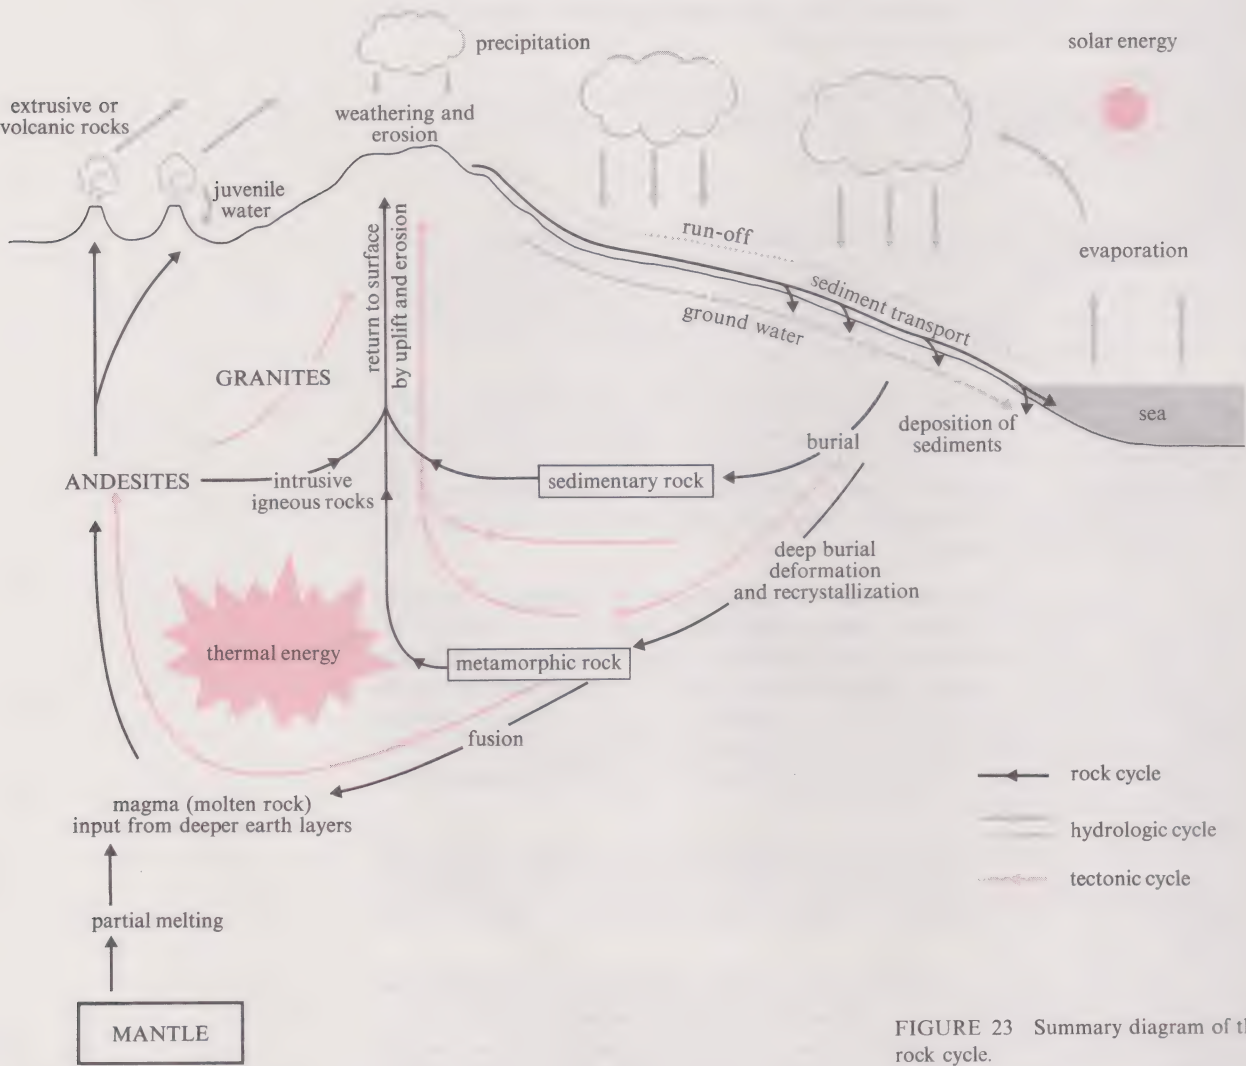 precipitation
solar energy
extrusive or
volcanic rocks
weathering and
erosion
juvenile
water
run-off
evaporation
return to surface
by uplift and erosion
sediment transport
ground water
GRANITES
sea
deposition of
sediments
burial
ANDESITES
intrusive
igneous rocks
sedimentary rock
deep burial
deformation
and recrystallization
thermal energy
metamorphic rock
fusion
rock cycle
magma (molten rock)
input from deeper earth layers
hydrologic cycle
tectonic cycle
partial melting
MANTLE
FIGURE 23 Summary diagram of
rock cycle.